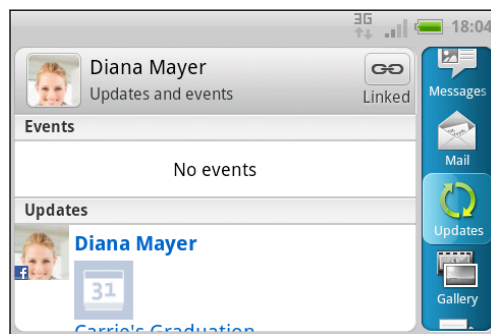 3G
18:04
Diana Mayer
Updates and events
Linked
Messages
Events
Mail
No events
Updates
Updates
Diana Mayer
f
31
Gallery
Carrie's Graduation